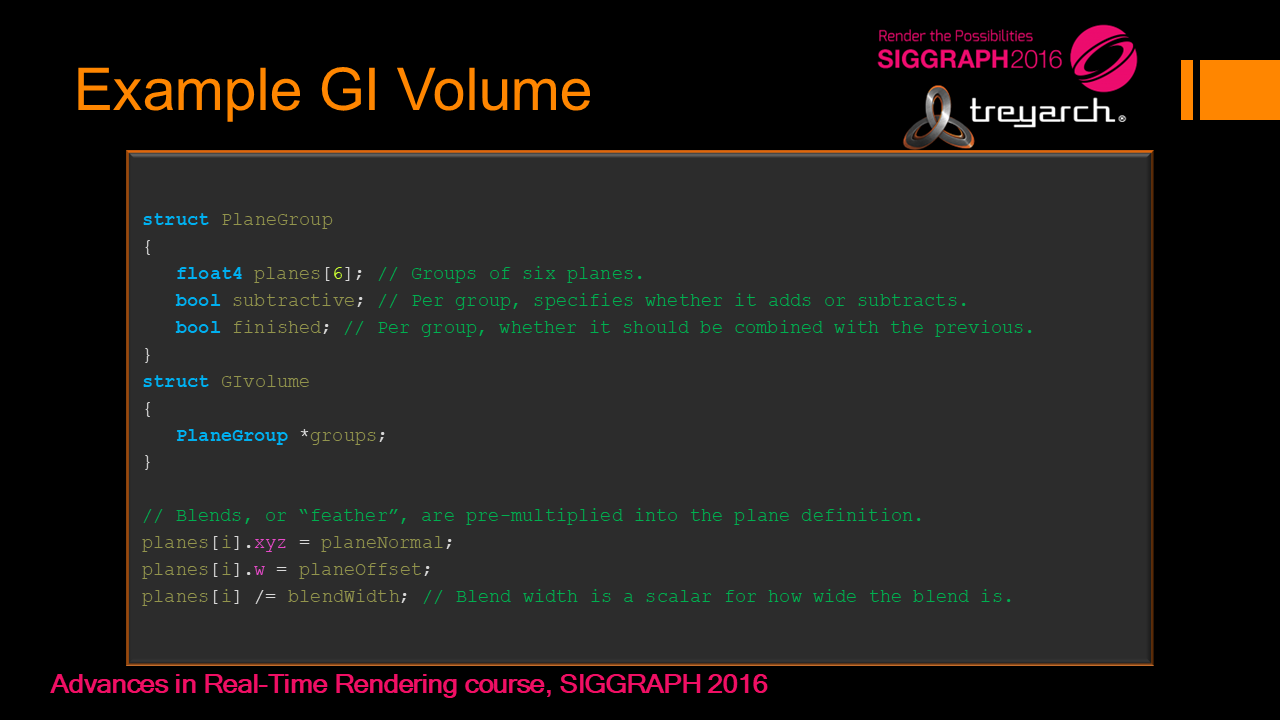 Render the Possibilities
SIGGRAPH2016
Example GI Volume
treyarch®
struct PlaneGroup
{
   float4 planes[6]; // Groups of six planes.
   bool subtractive; // Per group, specifies whether it adds or subtracts.
   bool finished; // Per group, whether it should be combined with the previous.
}
struct GIvolume
{
   PlaneGroup *groups;
}
// Blends, or “feather”, are pre-multiplied into the plane definition.
planes[i].xyz = planeNormal;
planes[i].w = planeOffset;
planes[i] /= blendWidth; // Blend width is a scalar for how wide the blend is.
Advances in Real-Time Rendering course, SIGGRAPH 2016